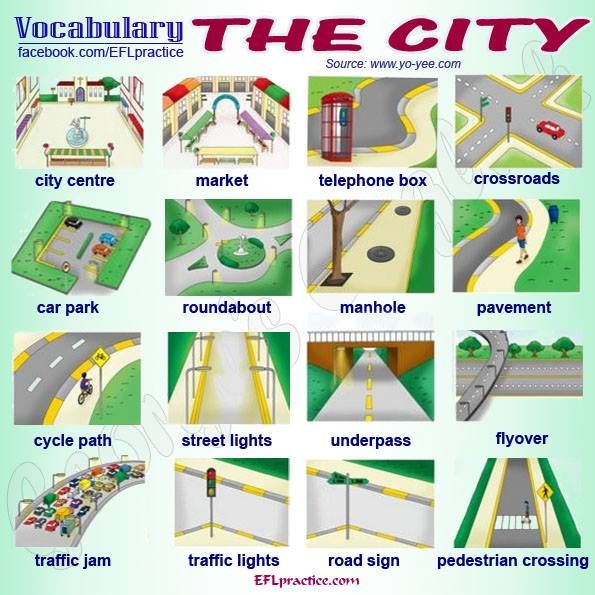 Vocabulary THE CITY
facebook.com/EFLpractice
Source: www.yo-yee.com
city centre market telephone box crossroads
car park roundabout manhole pavement
cycle path street lights underpass flyover
traffic jam traffic lights road sign pedestrian crossing
EFLpractice.com